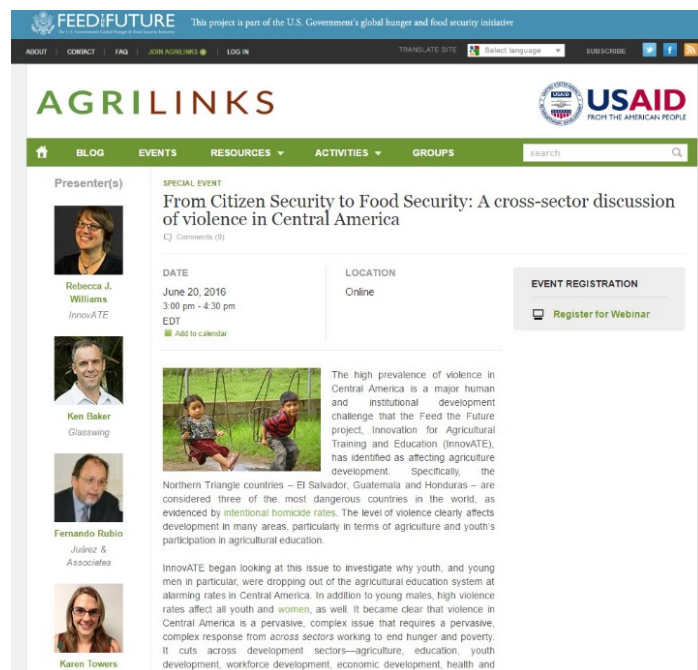 FEED THE FUTURE
The U.S. Government's Global Hunger & Food Security Initiative
This project is part of the U.S. Government's global hunger and food security initiative
ABOUT | CONTACT | FAQ | JOIN AGRILINKS | LOG IN
TRANSLATE SITE Select language SUBSCRIBE
AGRILINKS
USAID
FROM THE AMERICAN PEOPLE
BLOG EVENTS RESOURCES ACTIVITIES GROUPS search
Presenter(s)
Rebecca J.
Williams
InnovATE
Ken Baker
Glasswing
Fernando Rubio
Juárez &
Associates
Karen Towers
SPECIAL EVENT
From Citizen Security to Food Security: A cross-sector discussion
of violence in Central America
Comments (0)
DATE
June 20, 2016
3:00 pm - 4:30 pm
EDT
Add to calendar
LOCATION
Online
EVENT REGISTRATION
Register for Webinar
The high prevalence of violence in
Central America is a major human
and institutional development
challenge that the Feed the Future
project, Innovation for Agricultural
Training and Education (InnovATE),
has identified as affecting agriculture
development. Specifically, the
Northern Triangle countries – El Salvador, Guatemala and Honduras – are
considered three of the most dangerous countries in the world, as
evidenced by intentional homicide rates. The level of violence clearly affects
development in many areas, particularly in terms of agriculture and youth's
participation in agricultural education.
InnovATE began looking at this issue to investigate why youth, and young
men in particular, were dropping out of the agricultural education system at
alarming rates in Central America. In addition to young males, high violence
rates affect all youth and women, as well. It became clear that violence in
Central America is a pervasive, complex issue that requires a pervasive,
complex response from across sectors working to end hunger and poverty.
It cuts across development sectors—agriculture, education, youth
development, workforce development, economic development, health and